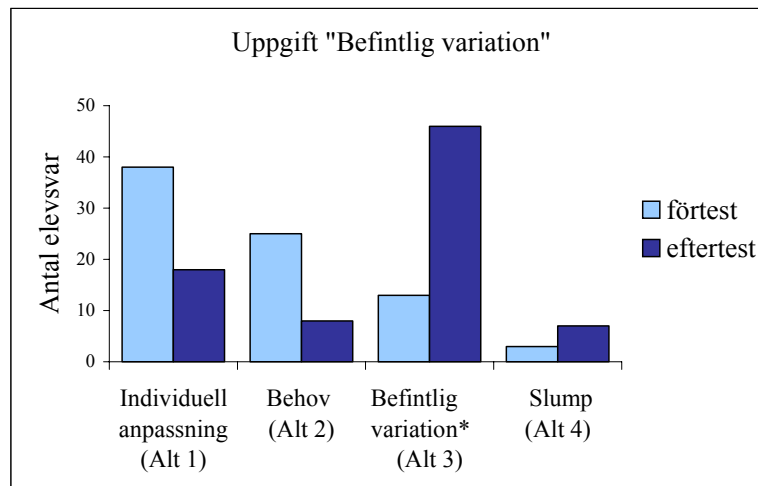 Uppgift "Befintlig variation"
Antal elevsvar
50
40
30
20
10
0
Individuell
anpassning
(Alt 1)
Behov
(Alt 2)
Befintlig
variation*
(Alt 3)
Slump
(Alt 4)
förtest
eftertest